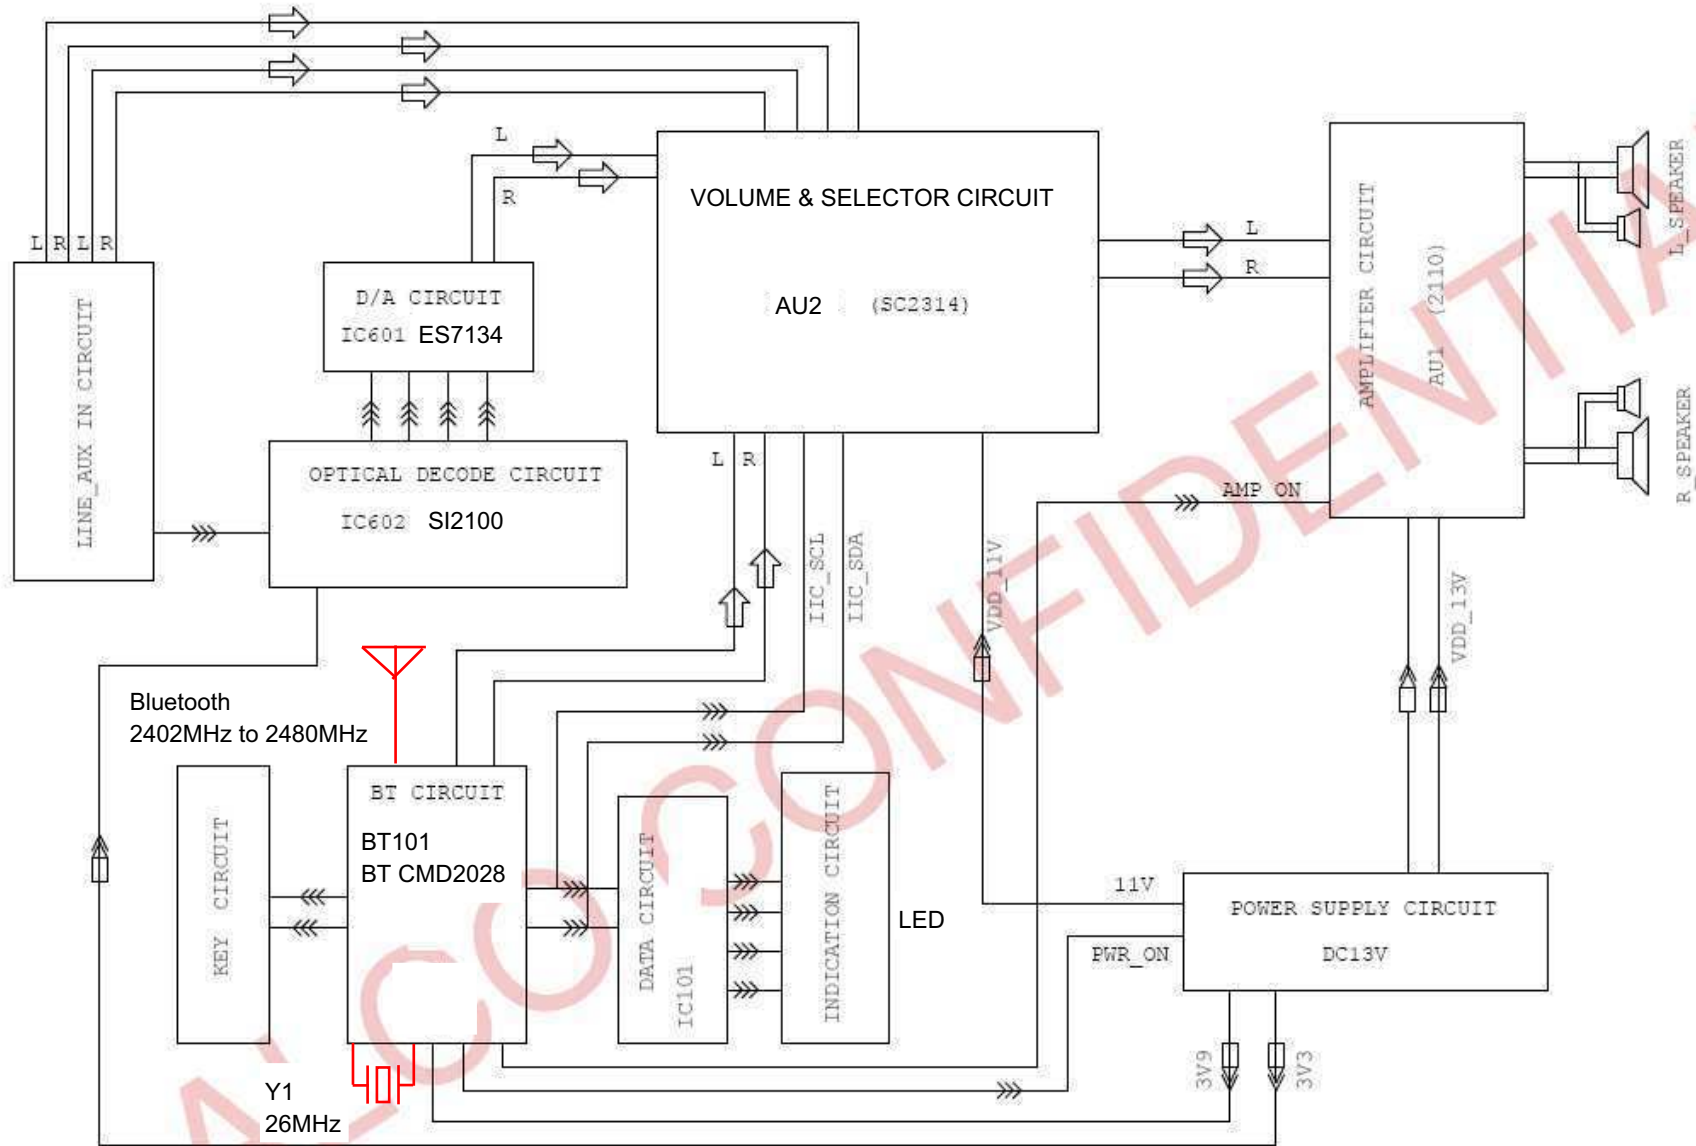 L
R
VOLUME & SELECTOR CIRCUIT
AU2 (SC2314)
L
R
AMPLIFIER CIRCUIT
AU1 (2110)
L_SPEAKER
R_SPEAKER
L R L R
LINE_AUX IN CIRCUIT
D/A CIRCUIT
IC601 ES7134
OPTICAL DECODE CIRCUIT
IC602 SI2100
L R
IIC_SCL
IIC_SDA
VDD_11V
AMP ON
VDD_13V
Bluetooth
2402MHz to 2480MHz
KEY CIRCUIT
BT CIRCUIT
BT101
BT CMD2028
DATA CIRCUIT
IC101
INDICATION CIRCUIT
LED
11V
PWR_ON
POWER SUPPLY CIRCUIT
DC13V
3V9
3V3
Y1
26MHz
ALCO CONFIDENTIA